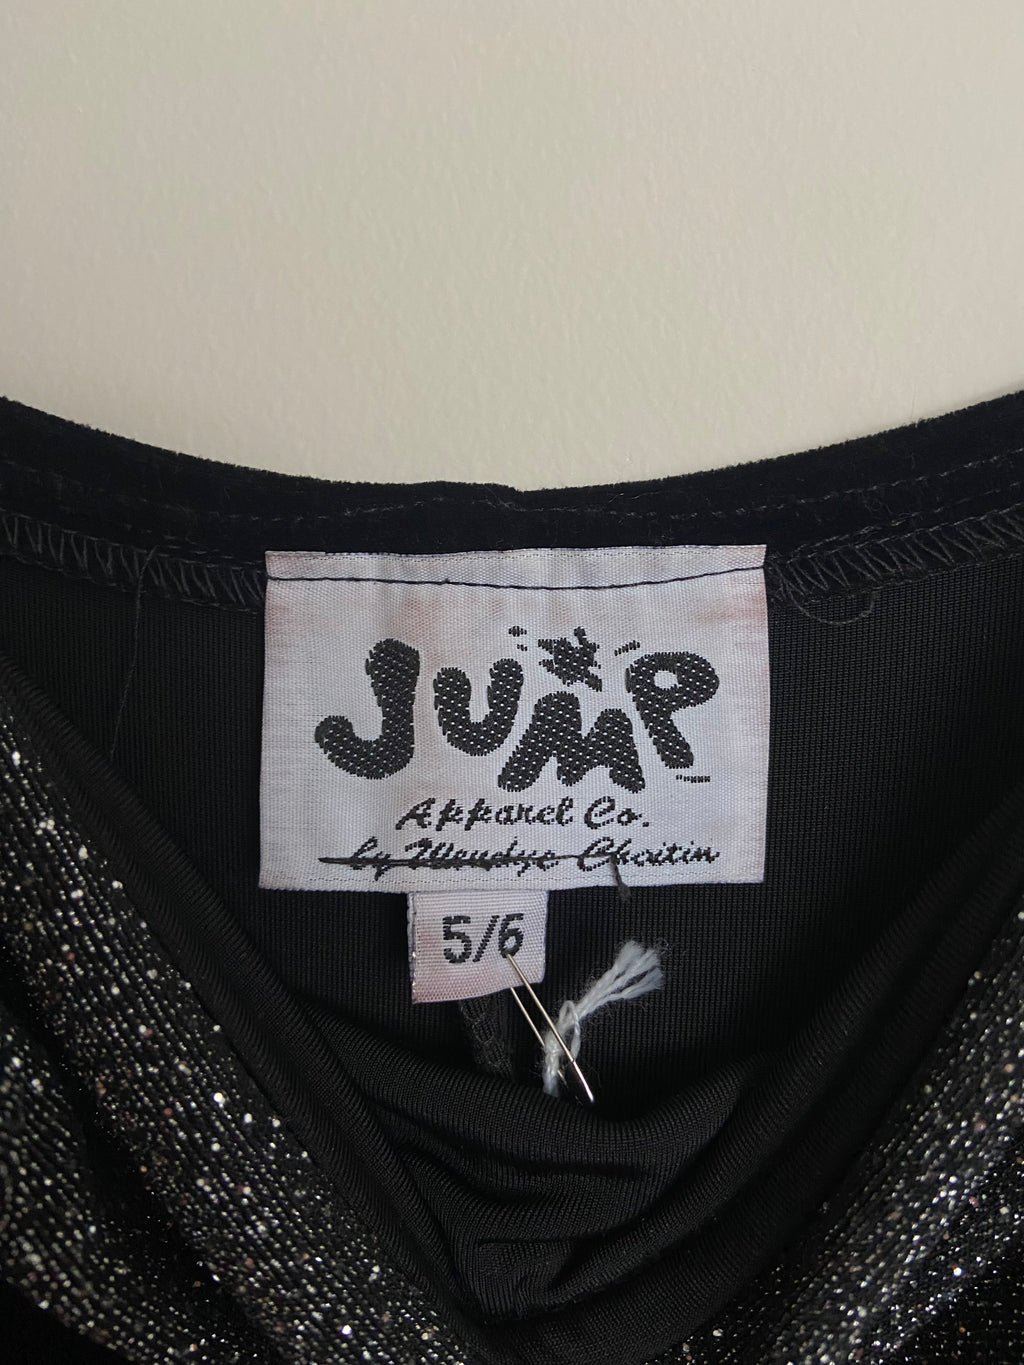 JUMP
Apparel Co.
by Wendye Chaitin
5/6